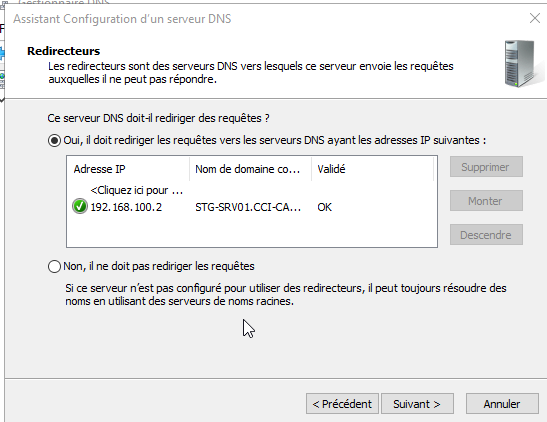 Gestionnaire DNS
Assistant Configuration d'un serveur DNS
Redirecteurs
Les redirecteurs sont des serveurs DNS vers lesquels ce serveur envoie les requêtes
auxquelles il ne peut pas répondre.
Ce serveur DNS doit-il rediriger des requêtes ?
Oui, il doit rediriger les requêtes vers les serveurs DNS ayant les adresses IP suivantes :
Adresse IP Nom de domaine co... Validé
<Cliquez ici pour ...
192.168.100.2 STG-SRV01.CCI-CA... OK
Supprimer
Monter
Descendre
Non, il ne doit pas rediriger les requêtes
Si ce serveur n'est pas configuré pour utiliser des redirecteurs, il peut toujours résoudre des
noms en utilisant des serveurs de noms racines.
< Précédent Suivant > Annuler